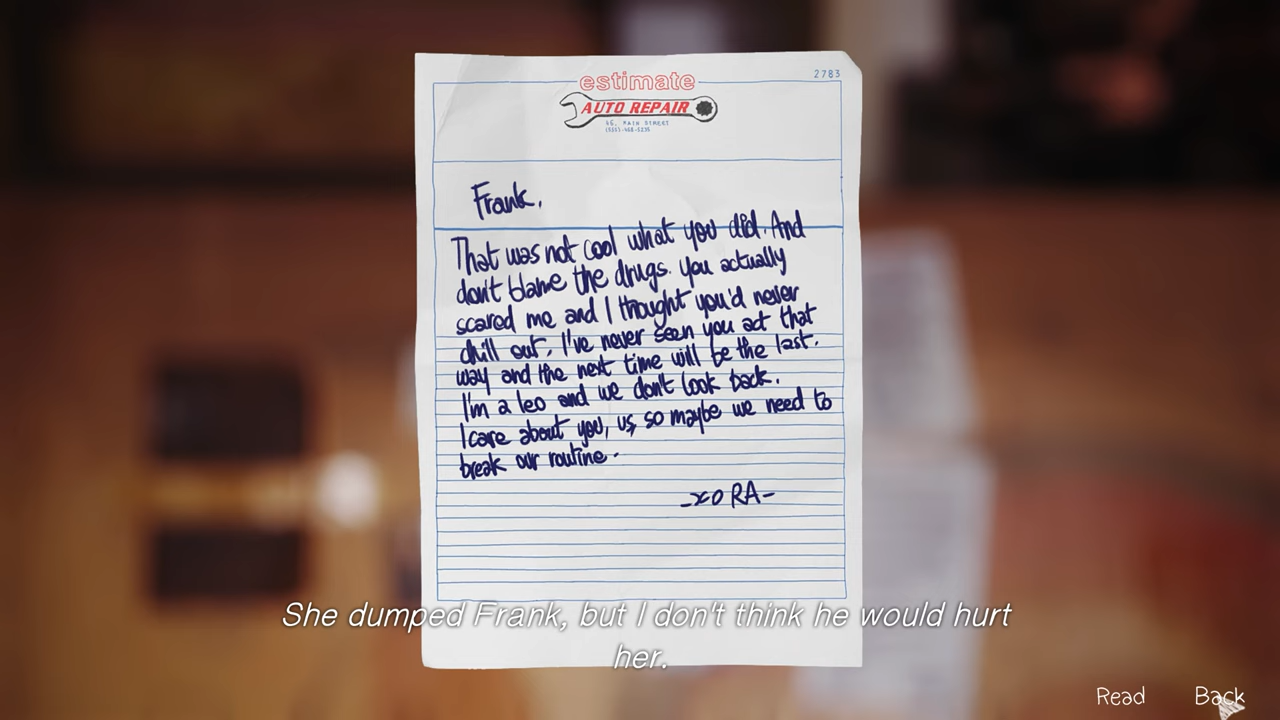 estimate
2783
AUTO REPAIR
Frank,
That was not cool what you did. And
don't blame the drugs. You actually
scared me and I thought you'd never
chill out. I've never seen you act that
way and the next time will be the last.
I'm a leo and we don't look back.
I care about you, us, so maybe we need to
break our routine.
-xo RA-
She dumped Frank, but I don't think he would hurt
her.
Read
Back